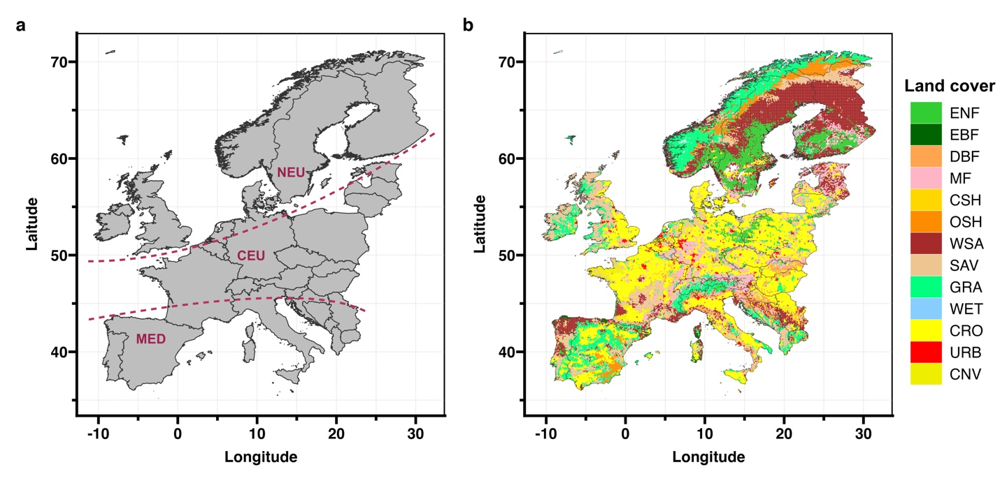 a
70
60
50
40
Laitude
NEU
CEU
MED
-10 0 10 20 30
Longitude
b
70
60
50
40
Latitude
-10 0 10 20 30
Longitude
Land cover
ENF
EBF
DBF
MF
CSH
OSH
WSA
SAV
GRA
WET
CRO
URB
CNV